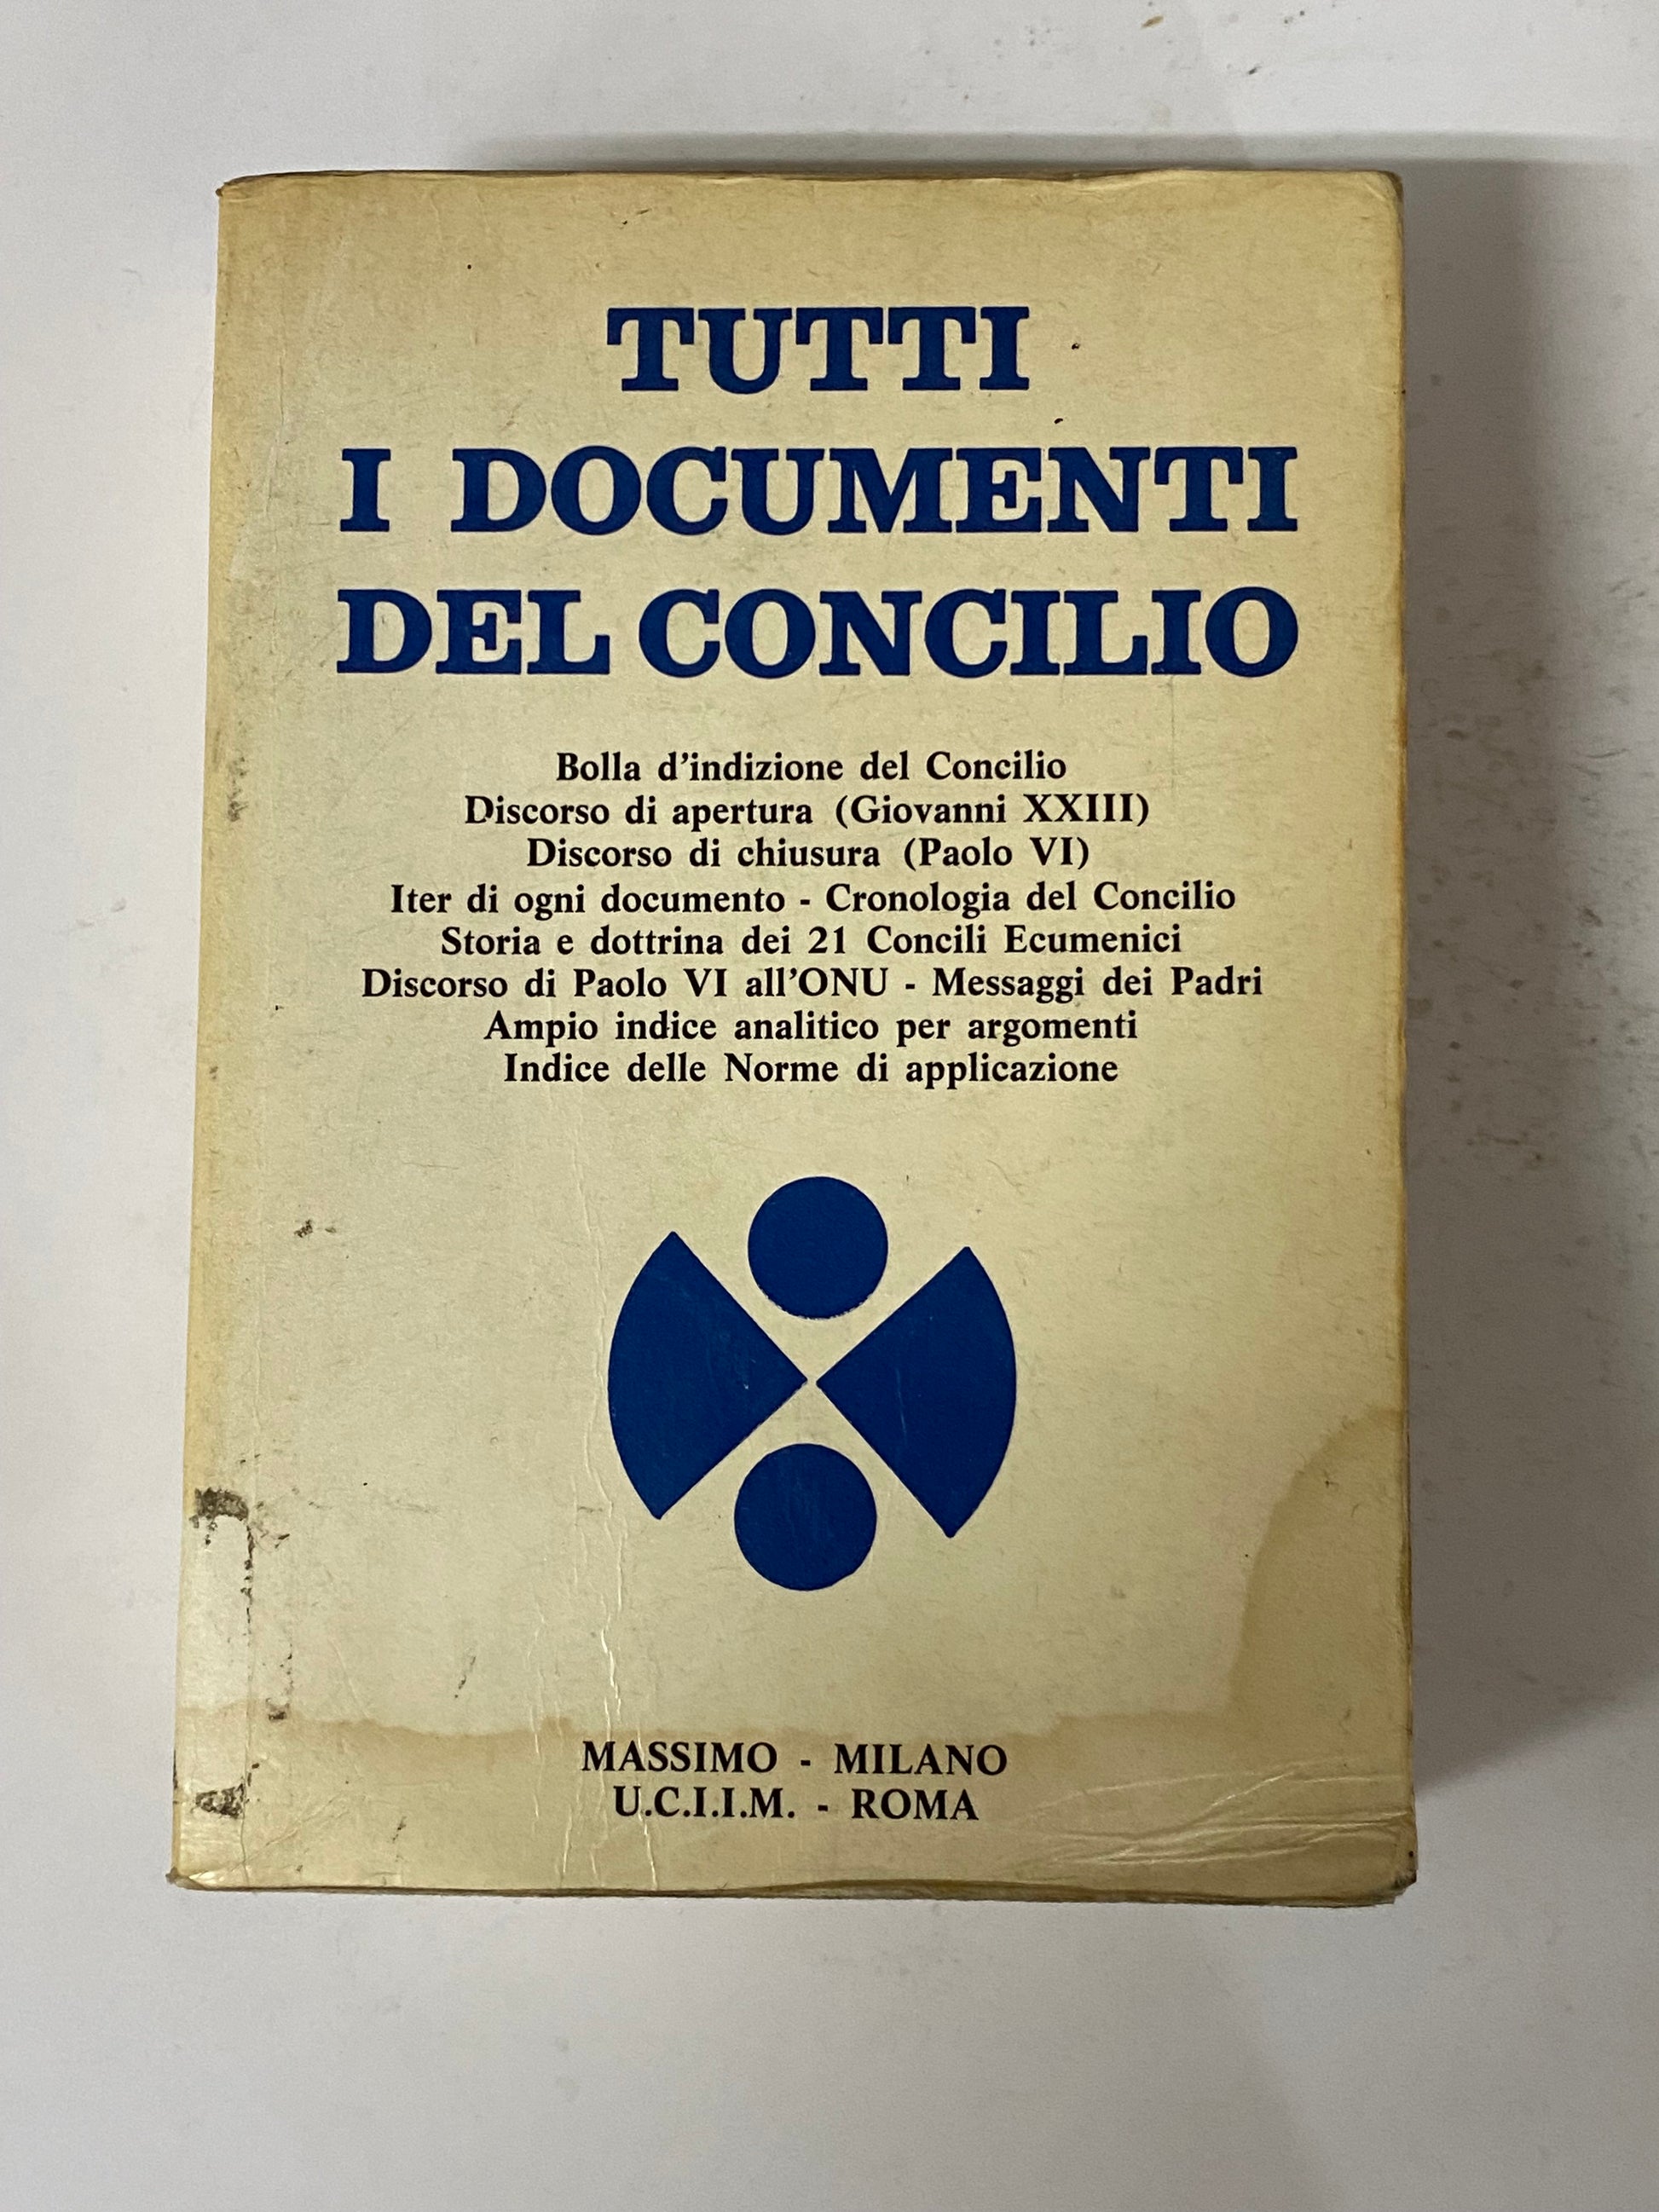 TUTTI
I DOCUMENTI
DEL CONCILIO
Bolla d'indizione del Concilio
Discorso di apertura (Giovanni XXIII)
Discorso di chiusura (Paolo VI)
Iter di ogni documento - Cronologia del Concilio
Storia e dottrina dei 21 Concili Ecumenici
Discorso di Paolo VI all'ONU - Messaggi dei Padri
Ampio indice analitico per argomenti
Indice delle Norme di applicazione
MASSIMO - MILANO
U.C.I.I.M. - ROMA